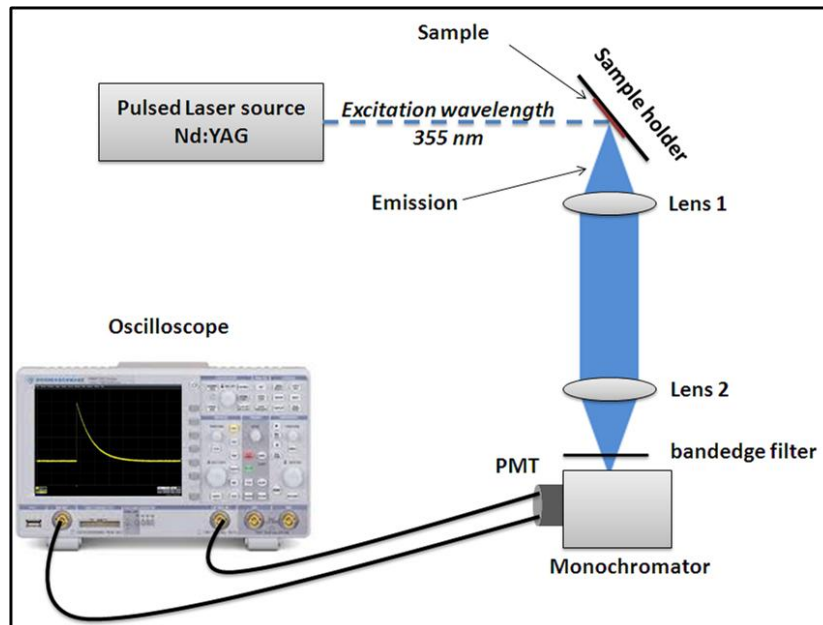 Sample
Sample holder
Pulsed Laser source
Nd:YAG
Excitation wavelength
355 nm
Emission
Lens 1
Oscilloscope
Lens 2
bandedge filter
PMT
Monochromator